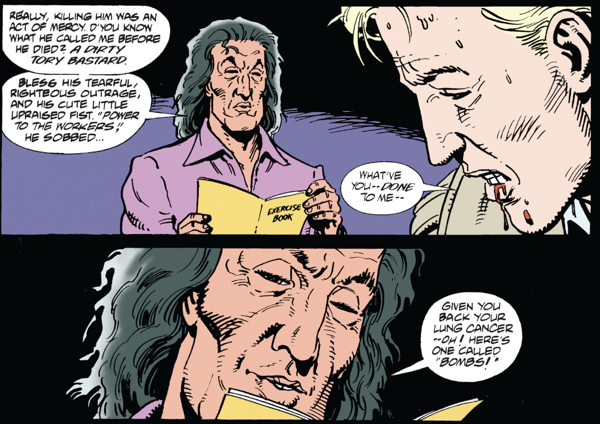 REALLY, KILLING HIM WAS AN
ACT OF MERCY. D'YOU KNOW
WHAT HE CALLED ME BEFORE
HE DIED? A DIRTY
TORY BASTARD.
BLESS HIS TEARFUL,
RIGHTEOUS OUTRAGE,
AND HIS CUTE LITTLE
UPRAISED FIST. "POWER
TO THE WORKERS,"
HE SOBBED...
EXERCISE
BOOK
WHAT'VE
YOU--DONE
TO ME--
GIVEN YOU
BACK YOUR
LUNG CANCER
--OH! HERE'S
ONE CALLED
"BOMBS!"